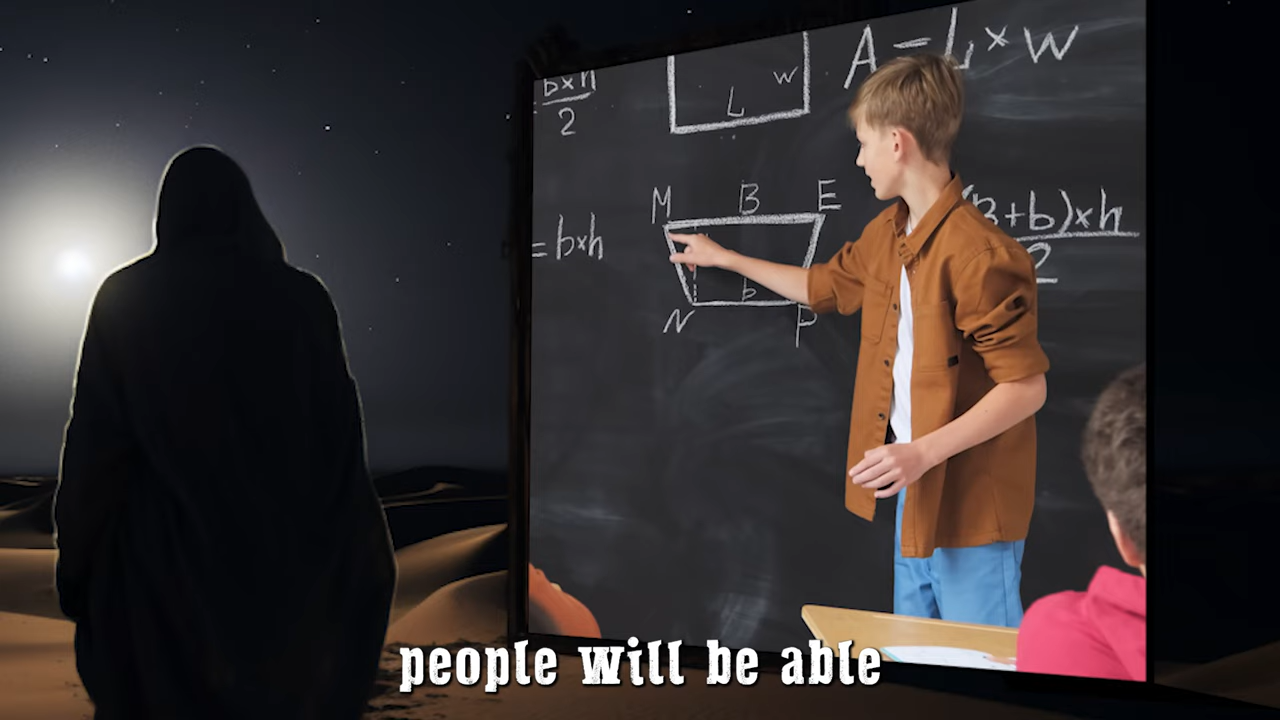 A = L × W
b×h
2
W
L
M B E
(B+b)×h
2
= b×h
b
N P
people will be able